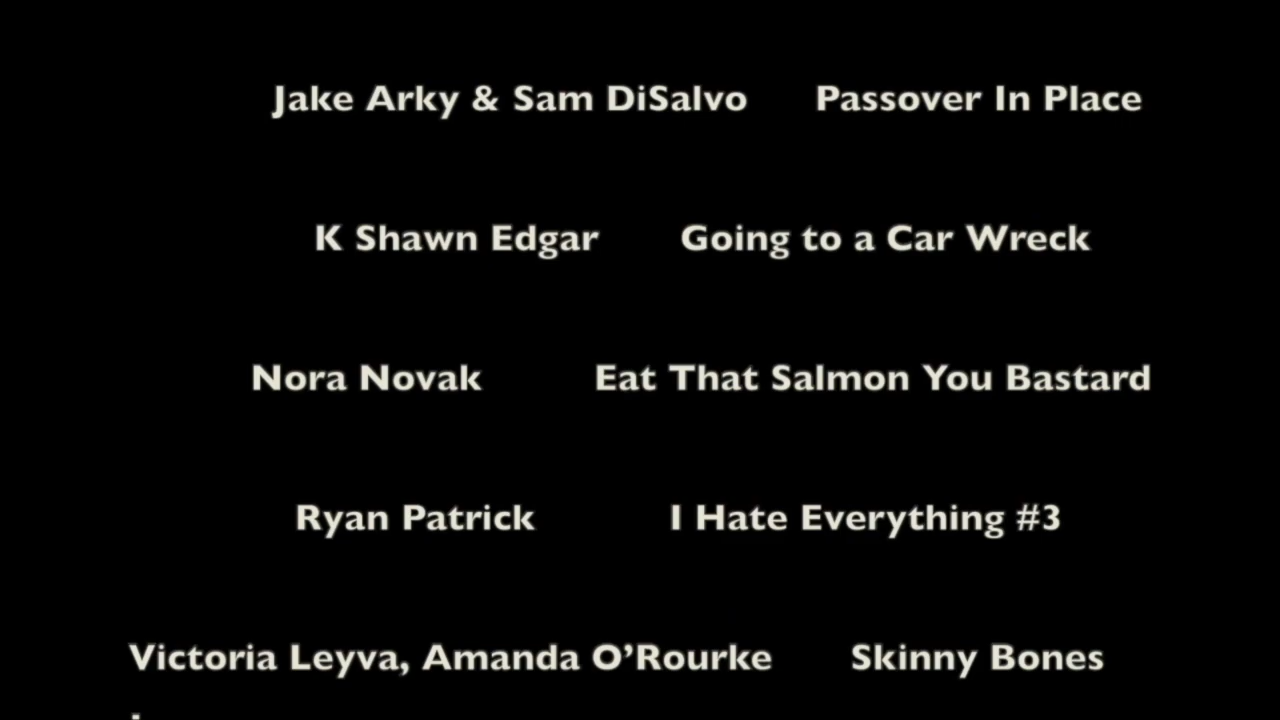 Jake Arky & Sam DiSalvo Passover In Place
K Shawn Edgar Going to a Car Wreck
Nora Novak Eat That Salmon You Bastard
Ryan Patrick I Hate Everything #3
Victoria Leyva, Amanda O’Rourke Skinny Bones